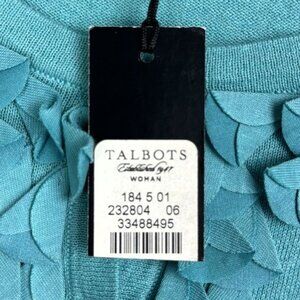 TALBOTS
Established 1947
WOMAN
184 5 01
232804 06
33488495